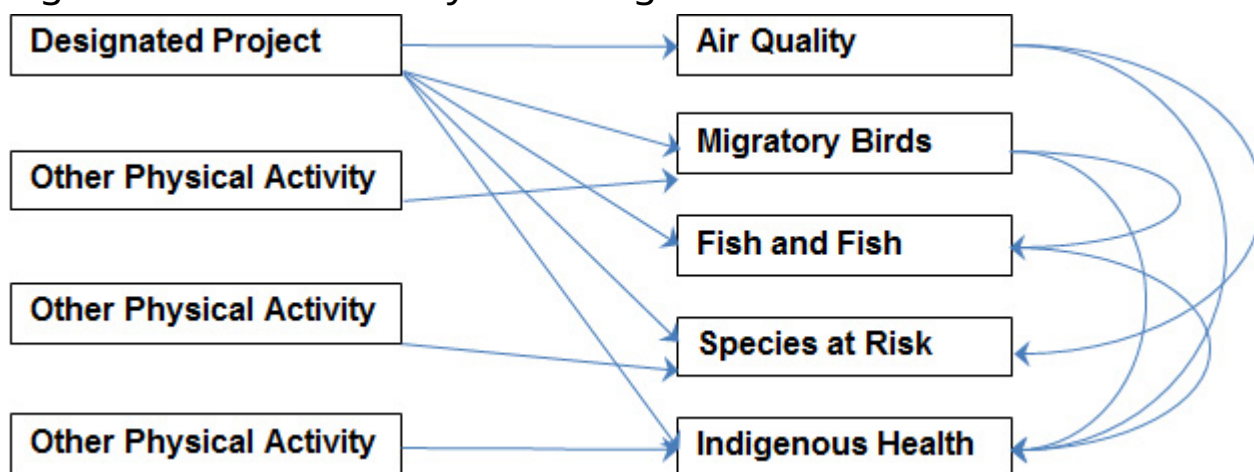 Designated Project
Air Quality
Migratory Birds
Other Physical Activity
Fish and Fish
Other Physical Activity
Species at Risk
Other Physical Activity
Indigenous Health